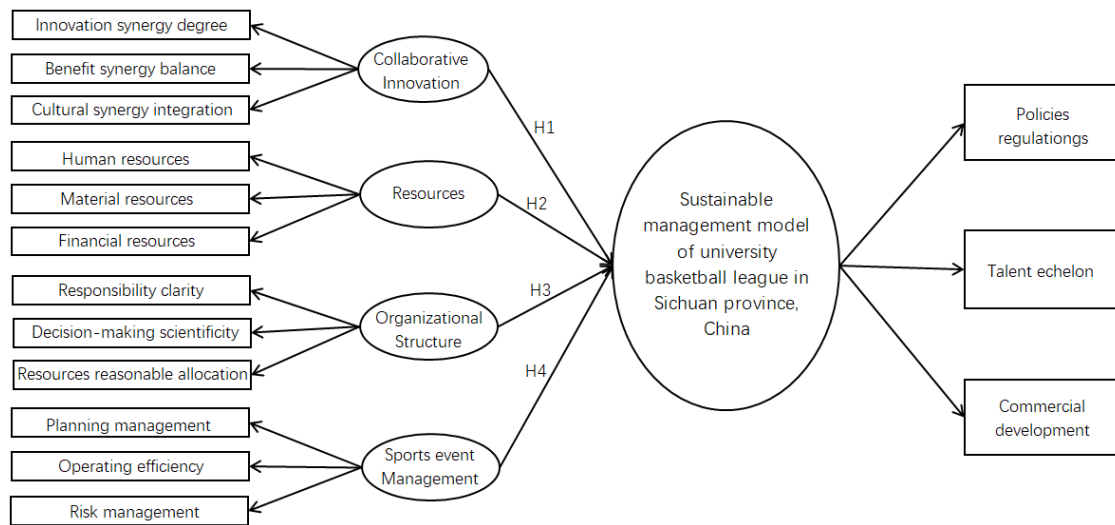 Innovation synergy degree
Benefit synergy balance
Cultural synergy integration
Collaborative
Innovation
H1
Human resources
Material resources
Financial resources
Resources
H2
Responsibility clarity
Decision-making scientificity
Resources reasonable allocation
Organizational
Structure
H3
Planning management
Operating efficiency
Risk management
Sports event
Management
H4
Sustainable
management model
of university
basketball league in
Sichuan province,
China
Policies
regulationgs
Talent echelon
Commercial
development